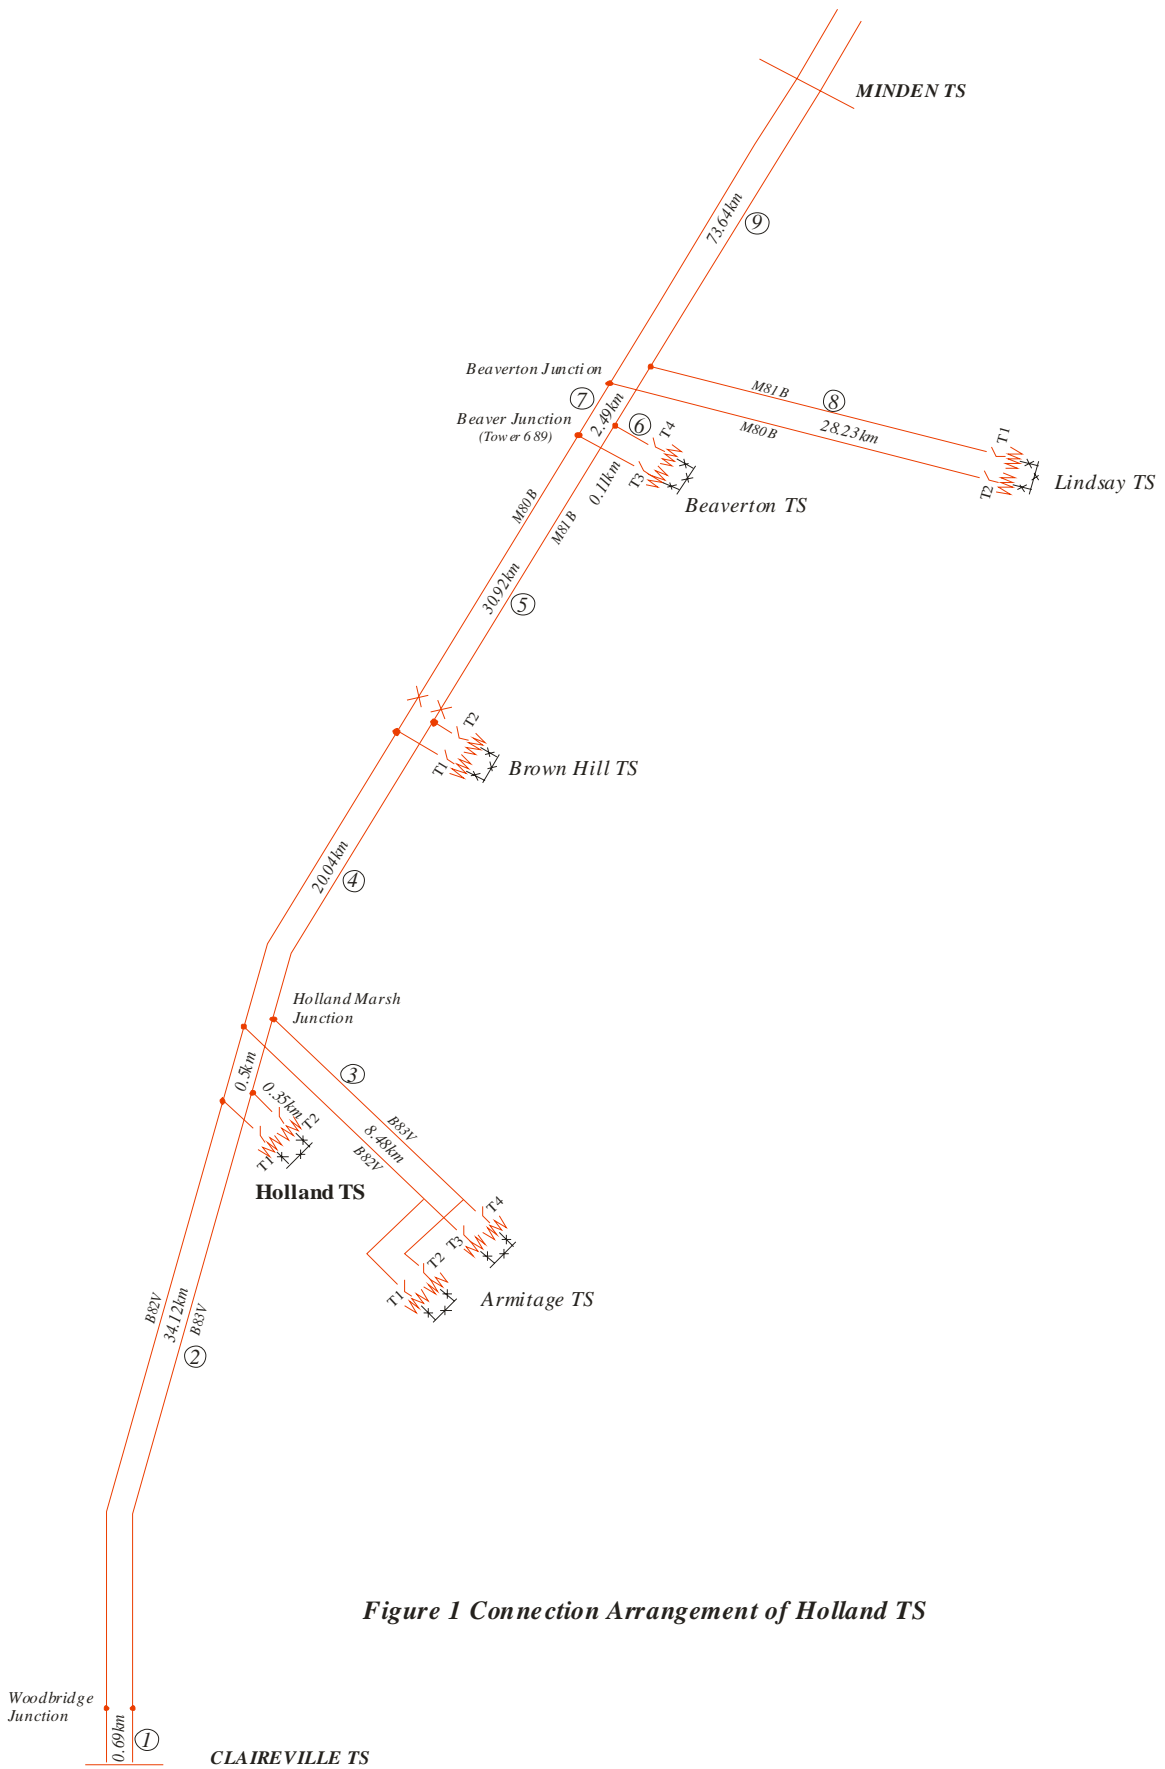 MINDEN TS
73.64km
9
Beaverton Junction
7
2.49km
M81B
8
Beaver Junction
(Tower 689)
6
T4
M80B
28.23km
T1
T3
0.11km
T2
Lindsay TS
Beaverton TS
M80B
M81B
30.92km
5
T2
T1
Brown Hill TS
20.04km
4
Holland Marsh
Junction
0.5km
3
0.35km
T2
T1
B83V
8.48km
B82V
Holland TS
T4
T3
T2
T1
Armitage TS
B82V
34.12km
B83V
2
Figure 1 Connection Arrangement of Holland TS
Woodbridge
Junction
0.69km
1
CLAIREVILLE TS